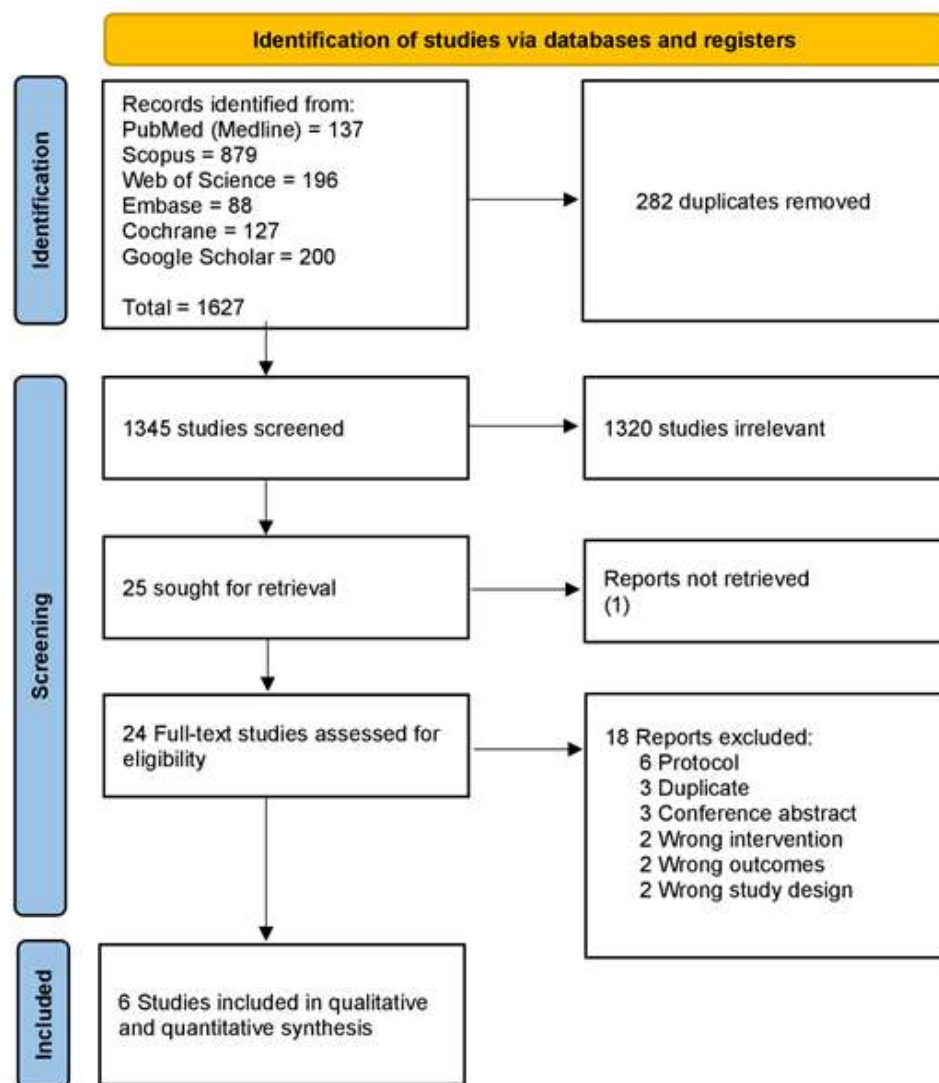 Identification of studies via databases and registers
Identification
Records identified from:
PubMed (Medline) = 137
Scopus = 879
Web of Science = 196
Embase = 88
Cochrane = 127
Google Scholar = 200
Total = 1627
282 duplicates removed
Screening
1345 studies screened
1320 studies irrelevant
25 sought for retrieval
Reports not retrieved
(1)
24 Full-text studies assessed for
eligibility
18 Reports excluded:
6 Protocol
3 Duplicate
3 Conference abstract
2 Wrong intervention
2 Wrong outcomes
2 Wrong study design
Included
6 Studies included in qualitative
and quantitative synthesis